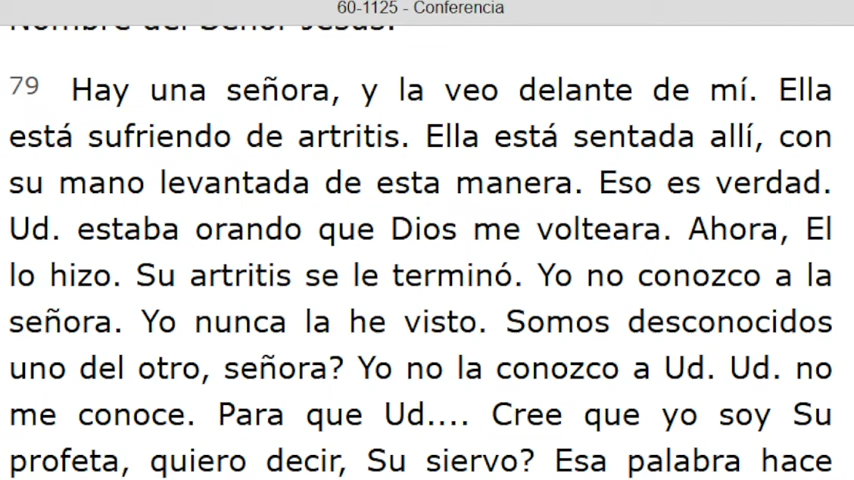 60-1125 - Conferencia
Nombre del Señor Jesús.
79 Hay una señora, y la veo delante de mí. Ella
está sufriendo de artritis. Ella está sentada allí, con
su mano levantada de esta manera. Eso es verdad.
Ud. estaba orando que Dios me volteara. Ahora, El
lo hizo. Su artritis se le terminó. Yo no conozco a la
señora. Yo nunca la he visto. Somos desconocidos
uno del otro, señora? Yo no la conozco a Ud. Ud. no
me conoce. Para que Ud.... Cree que yo soy Su
profeta, quiero decir, Su siervo? Esa palabra hace